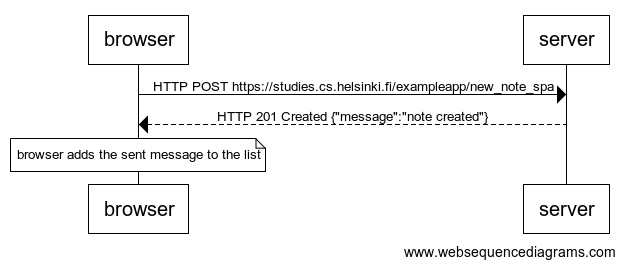 browser
server
HTTP POST https://studies.cs.helsinki.fi/exampleapp/new_note_spa
HTTP 201 Created {"message":"note created"}
browser adds the sent message to the list
browser
server
www.websequencediagrams.com